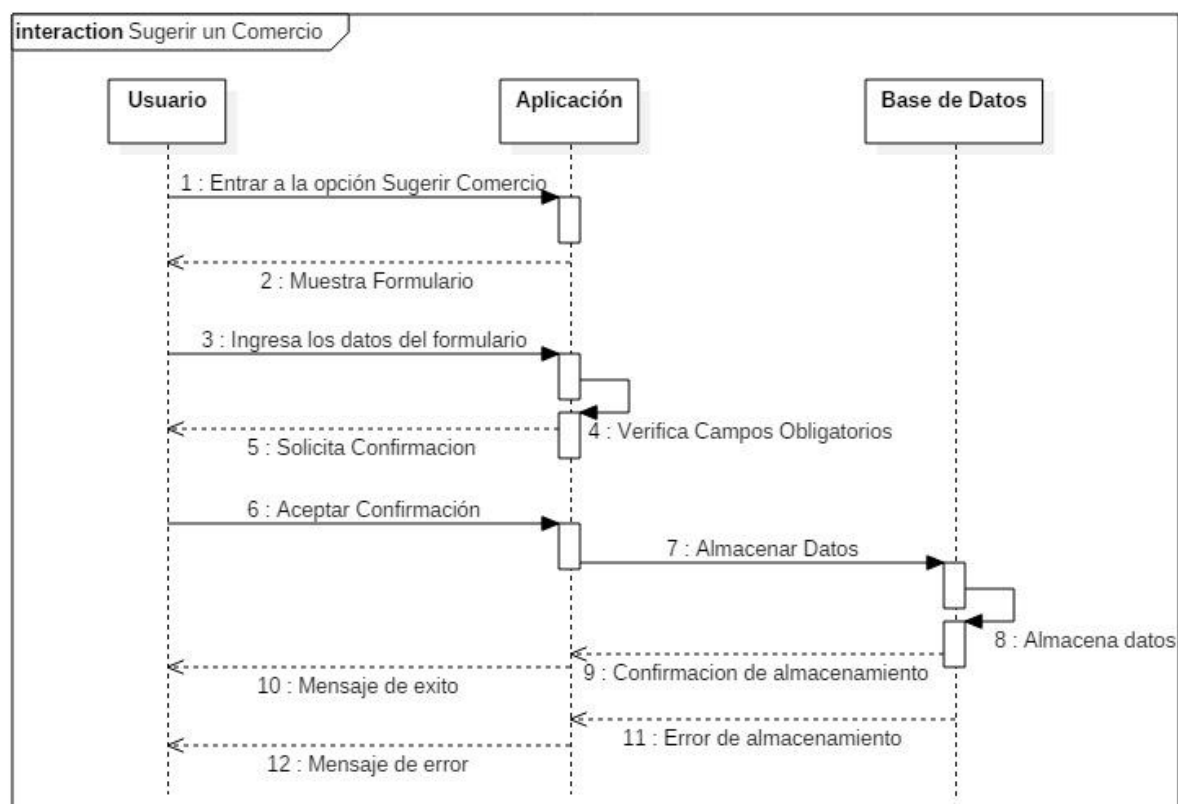 interaction Sugerir un Comercio
Usuario
Aplicación
Base de Datos
1 : Entrar a la opción Sugerir Comercio
2 : Muestra Formulario
3 : Ingresa los datos del formulario
4 : Verifica Campos Obligatorios
5 : Solicita Confirmacion
6 : Aceptar Confirmación
7 : Almacenar Datos
8 : Almacena datos
9 : Confirmacion de almacenamiento
10 : Mensaje de exito
11 : Error de almacenamiento
12 : Mensaje de error